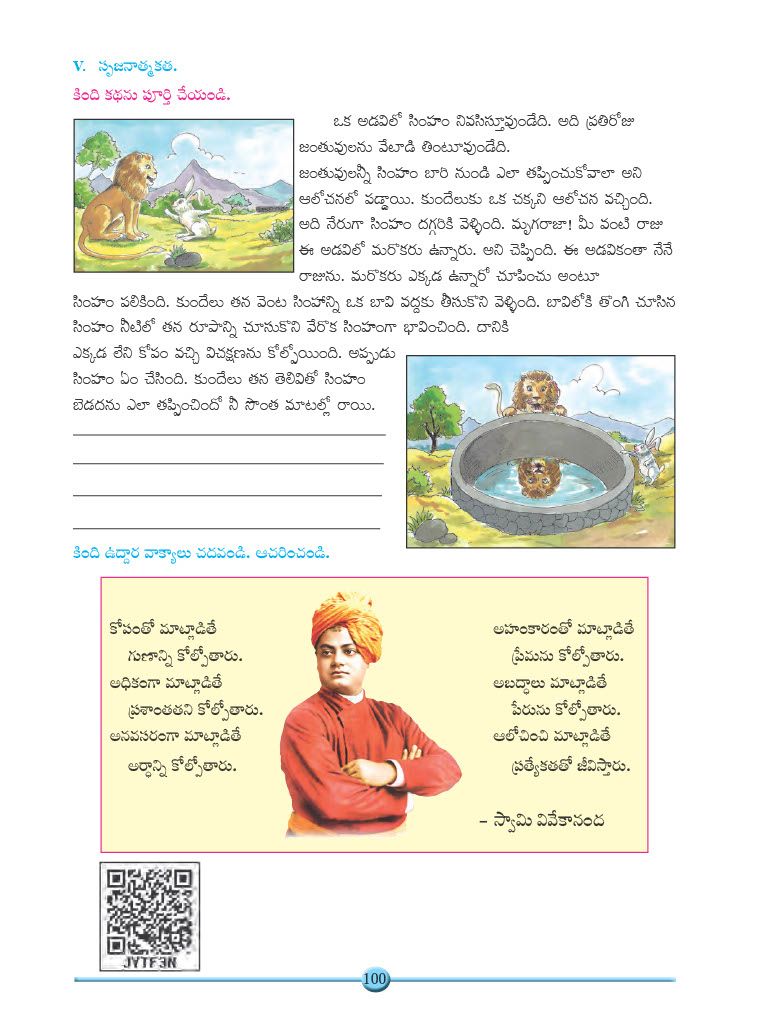 V. సృజనాత్మకత.
కింది కథను పూర్తి చేయండి.
ఒక అడవిలో సింహం నివసిస్తూవుండేది. అది ప్రతిరోజు
జంతువులను వేటాడి తింటూవుండేది.
జంతువులన్నీ సింహం బారి నుండి ఎలా తప్పించుకోవాలా అని
ఆలోచనలో పడ్డాయి. కుందేలుకు ఒక చక్కని ఆలోచన వచ్చింది.
అది నేరుగా సింహం దగ్గరికి వెళ్ళింది. మృగరాజా! మీ వంటి రాజు
ఈ అడవిలో మరొకరు ఉన్నారు. అని చెప్పింది. ఈ అడవికంతా నేనే
రాజును. మరొకరు ఎక్కడ ఉన్నారో చూపించు అంటూ
సింహం పలికింది. కుందేలు తన వెంట సింహాన్ని ఒక బావి వద్దకు తీసుకొని వెళ్ళింది. బావిలోకి తొంగి చూసిన
సింహం నీటిలో తన రూపాన్ని చూసుకొని వేరొక సింహంగా భావించింది. దానికి
ఎక్కడ లేని కోపం వచ్చి విచక్షణను కోల్పోయింది. అప్పుడు
సింహం ఏం చేసింది. కుందేలు తన తెలివితో సింహం
బెడదను ఎలా తప్పించిందో నీ సొంత మాటల్లో రాయి.
కింది ఉద్దార వాక్యాలు చదవండి. ఆచరించండి.
కోపంతో మాట్లాడితే
గుణాన్ని కోల్పోతారు.
అధికంగా మాట్లాడితే
ప్రశాంతతని కోల్పోతారు.
అనవసరంగా మాట్లాడితే
అర్ధాన్ని కోల్పోతారు.
అహంకారంతో మాట్లాడితే
ప్రేమను కోల్పోతారు.
అబద్ధాలు మాట్లాడితే
పేరును కోల్పోతారు.
ఆలోచించి మాట్లాడితే
ప్రత్యేకతతో జీవిస్తారు.
– స్వామి వివేకానంద
JYTF3N
100